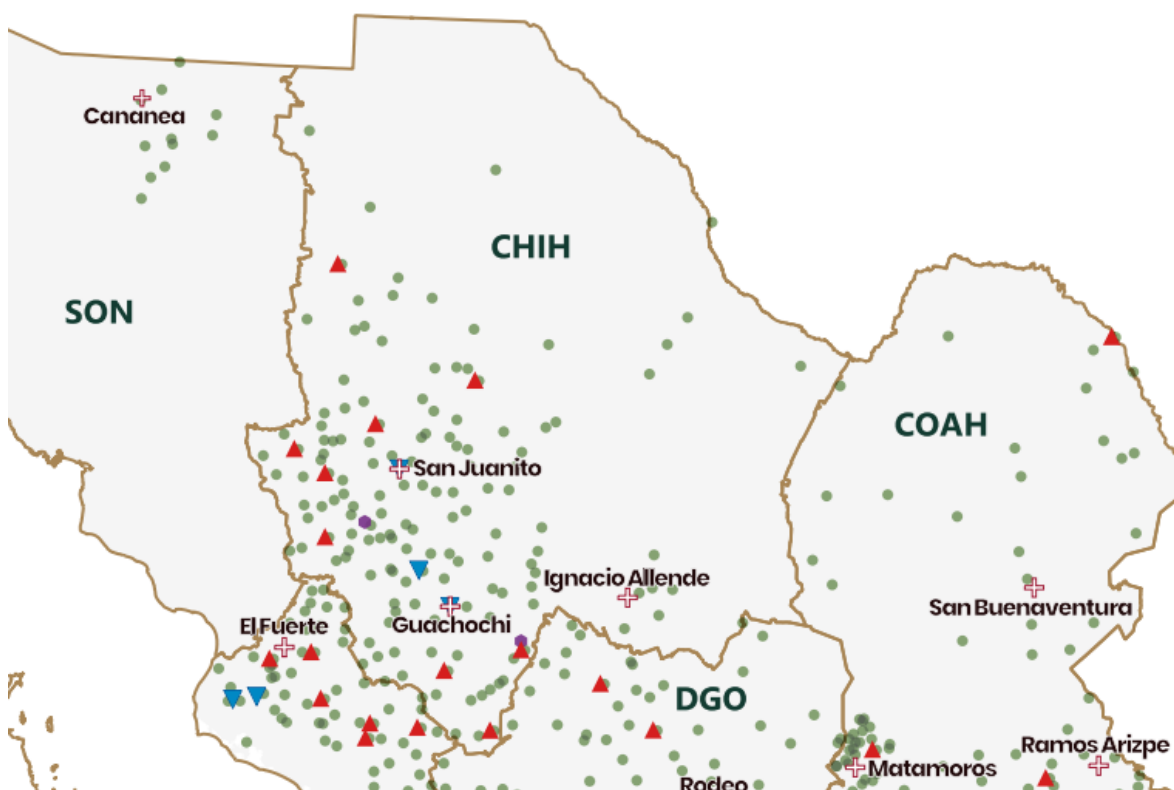 Cananea
CHIH
SON
COAH
San Juanito
Ignacio Allende
San Buenaventura
Guachochi
El Fuerte
DGO
Ramos Arizpe
Matamoros
Rodeo